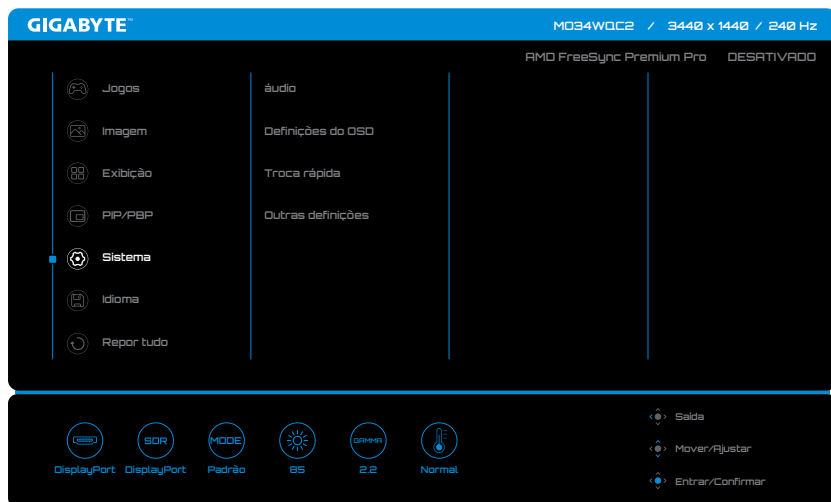 GIGABYTE™
MO34WQC2 / 3440 x 1440 / 240 Hz
AMD FreeSync Premium Pro DESATIVADO
Jogos
áudio
Imagem
Definições do OSD
Exibição
Troca rápida
PIP/PBP
Outras definições
Sistema
Idioma
Repor tudo
SDR
MODE
GAMMA
DisplayPort
DisplayPort
Padrão
85
2.2
Normal
Saída
Mover/Ajustar
Entrar/Confirmar